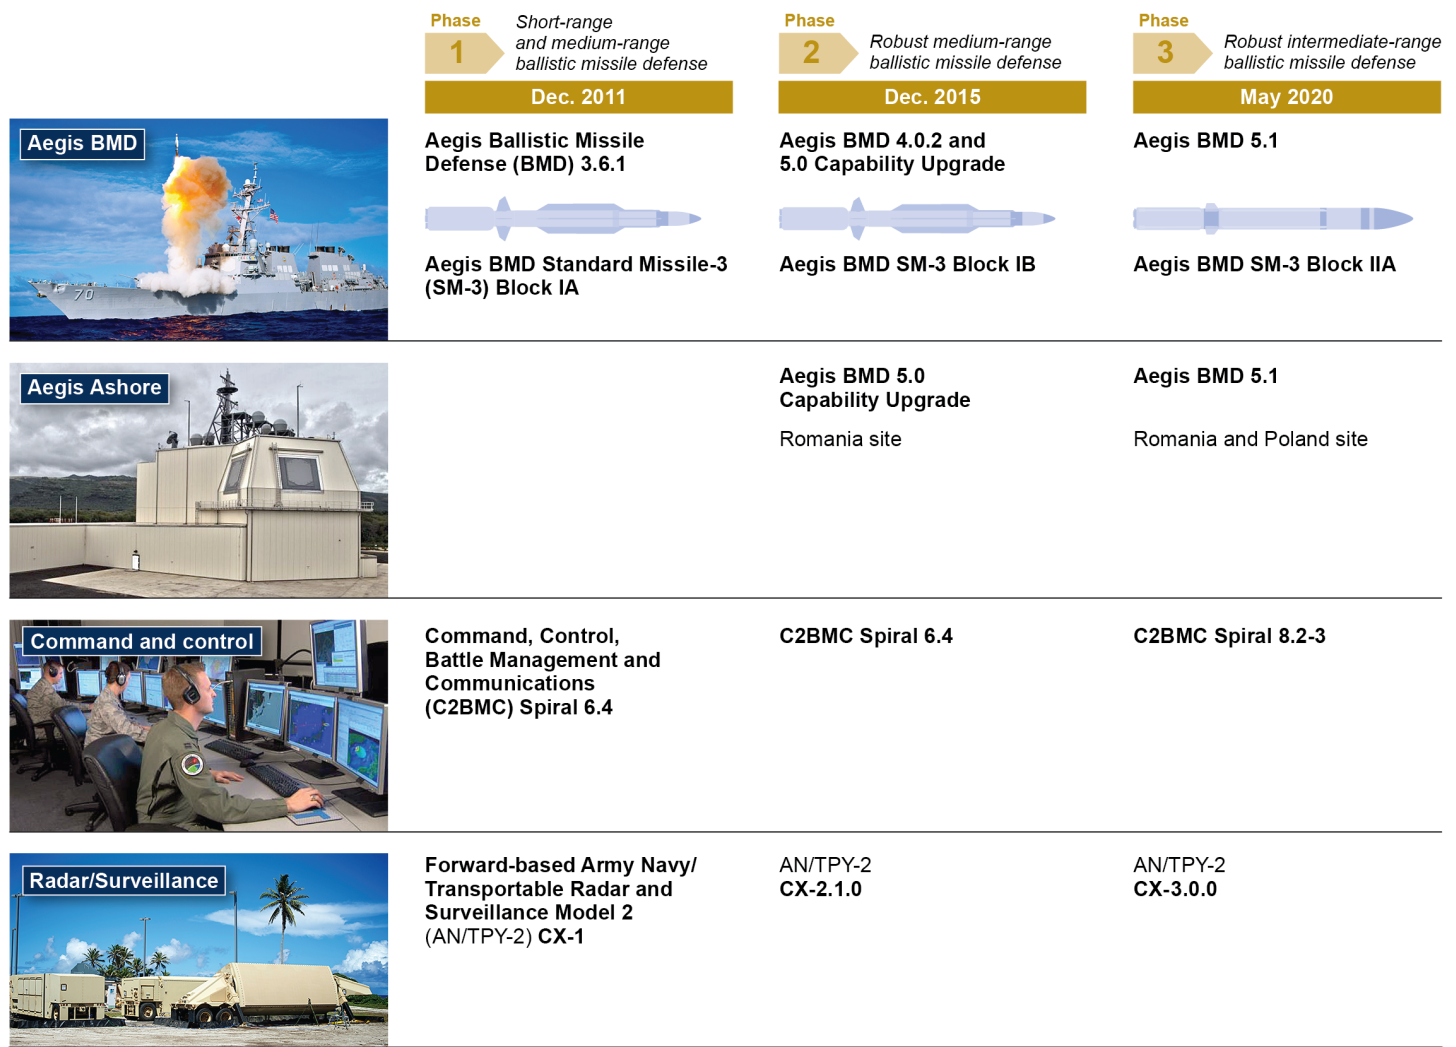 Phase
1
Short-range
and medium-range
ballistic missile defense
Dec. 2011
Phase
2
Robust medium-range
ballistic missile defense
Dec. 2015
Phase
3
Robust intermediate-range
ballistic missile defense
May 2020
Aegis BMD
70
Aegis Ballistic Missile
Defense (BMD) 3.6.1
Aegis BMD Standard Missile-3
(SM-3) Block IA
Aegis BMD 4.0.2 and
5.0 Capability Upgrade
Aegis BMD SM-3 Block IB
Aegis BMD 5.1
Aegis BMD SM-3 Block IIA
Aegis Ashore
Aegis BMD 5.0
Capability Upgrade
Romania site
Aegis BMD 5.1
Romania and Poland site
Command and control
Command, Control,
Battle Management and
Communications
(C2BMC) Spiral 6.4
C2BMC Spiral 6.4
C2BMC Spiral 8.2-3
Radar/Surveillance
Forward-based Army Navy/
Transportable Radar and
Surveillance Model 2
(AN/TPY-2) CX-1
AN/TPY-2
CX-2.1.0
AN/TPY-2
CX-3.0.0